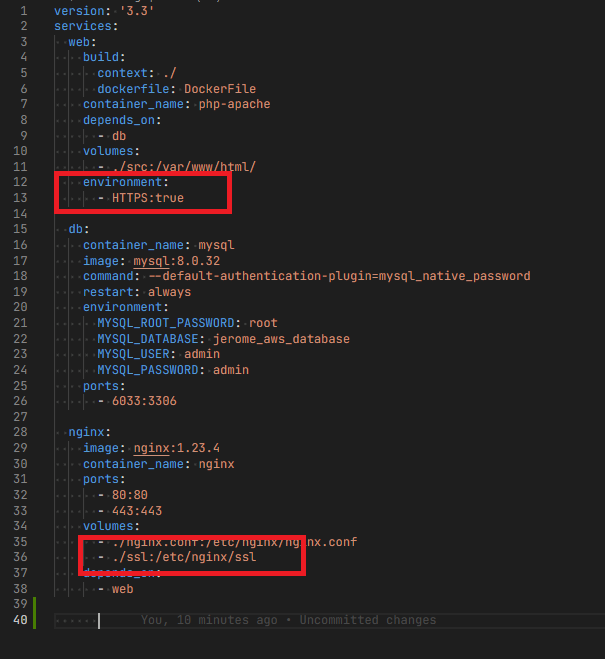 1 version: '3.3'
2 services:
3 web:
4 build:
5 context: ./
6 dockerfile: DockerFile
7 container_name: php-apache
8 depends_on:
9 - db
10 volumes:
11 - ./src:/var/www/html/
12 environment:
13 - HTTPS:true
14
15 db:
16 container_name: mysql
17 image: mysql:8.0.32
18 command: --default-authentication-plugin=mysql_native_password
19 restart: always
20 environment:
21 MYSQL_ROOT_PASSWORD: root
22 MYSQL_DATABASE: jerome_aws_database
23 MYSQL_USER: admin
24 MYSQL_PASSWORD: admin
25 ports:
26 - 6033:3306
27
28 nginx:
29 image: nginx:1.23.4
30 container_name: nginx
31 ports:
32 - 80:80
33 - 443:443
34 volumes:
35 - ./nginx.conf:/etc/nginx/nginx.conf
36 - ./ssl:/etc/nginx/ssl
37 depends_on:
38 - web
39
40 You, 10 minutes ago • Uncommitted changes